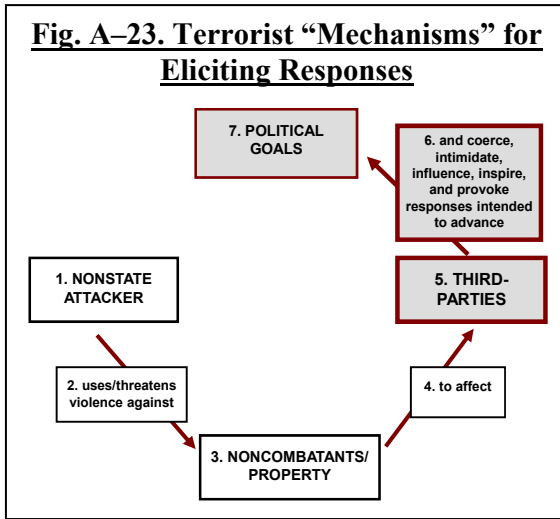 Fig. A–23. Terrorist “Mechanisms” for
Eliciting Responses
7. POLITICAL
GOALS
6. and coerce,
intimidate,
influence, inspire,
and provoke
responses intended
to advance
1. NONSTATE
ATTACKER
5. THIRD-
PARTIES
2. uses/threatens
violence against
4. to affect
3. NONCOMBATANTS/
PROPERTY